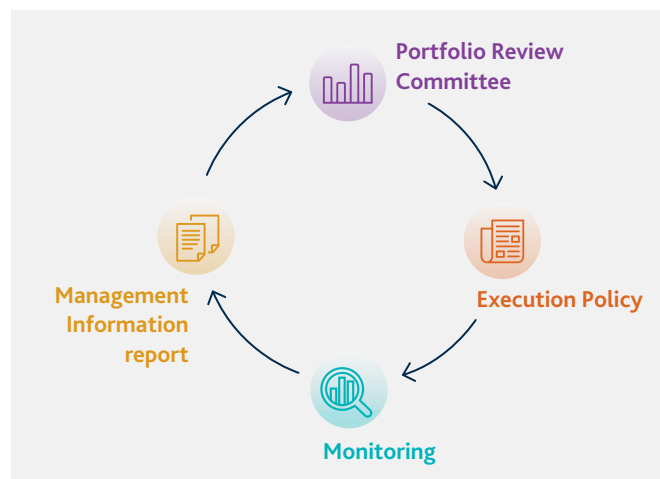 Portfolio Review
Committee
Execution Policy
Monitoring
Management
Information
report